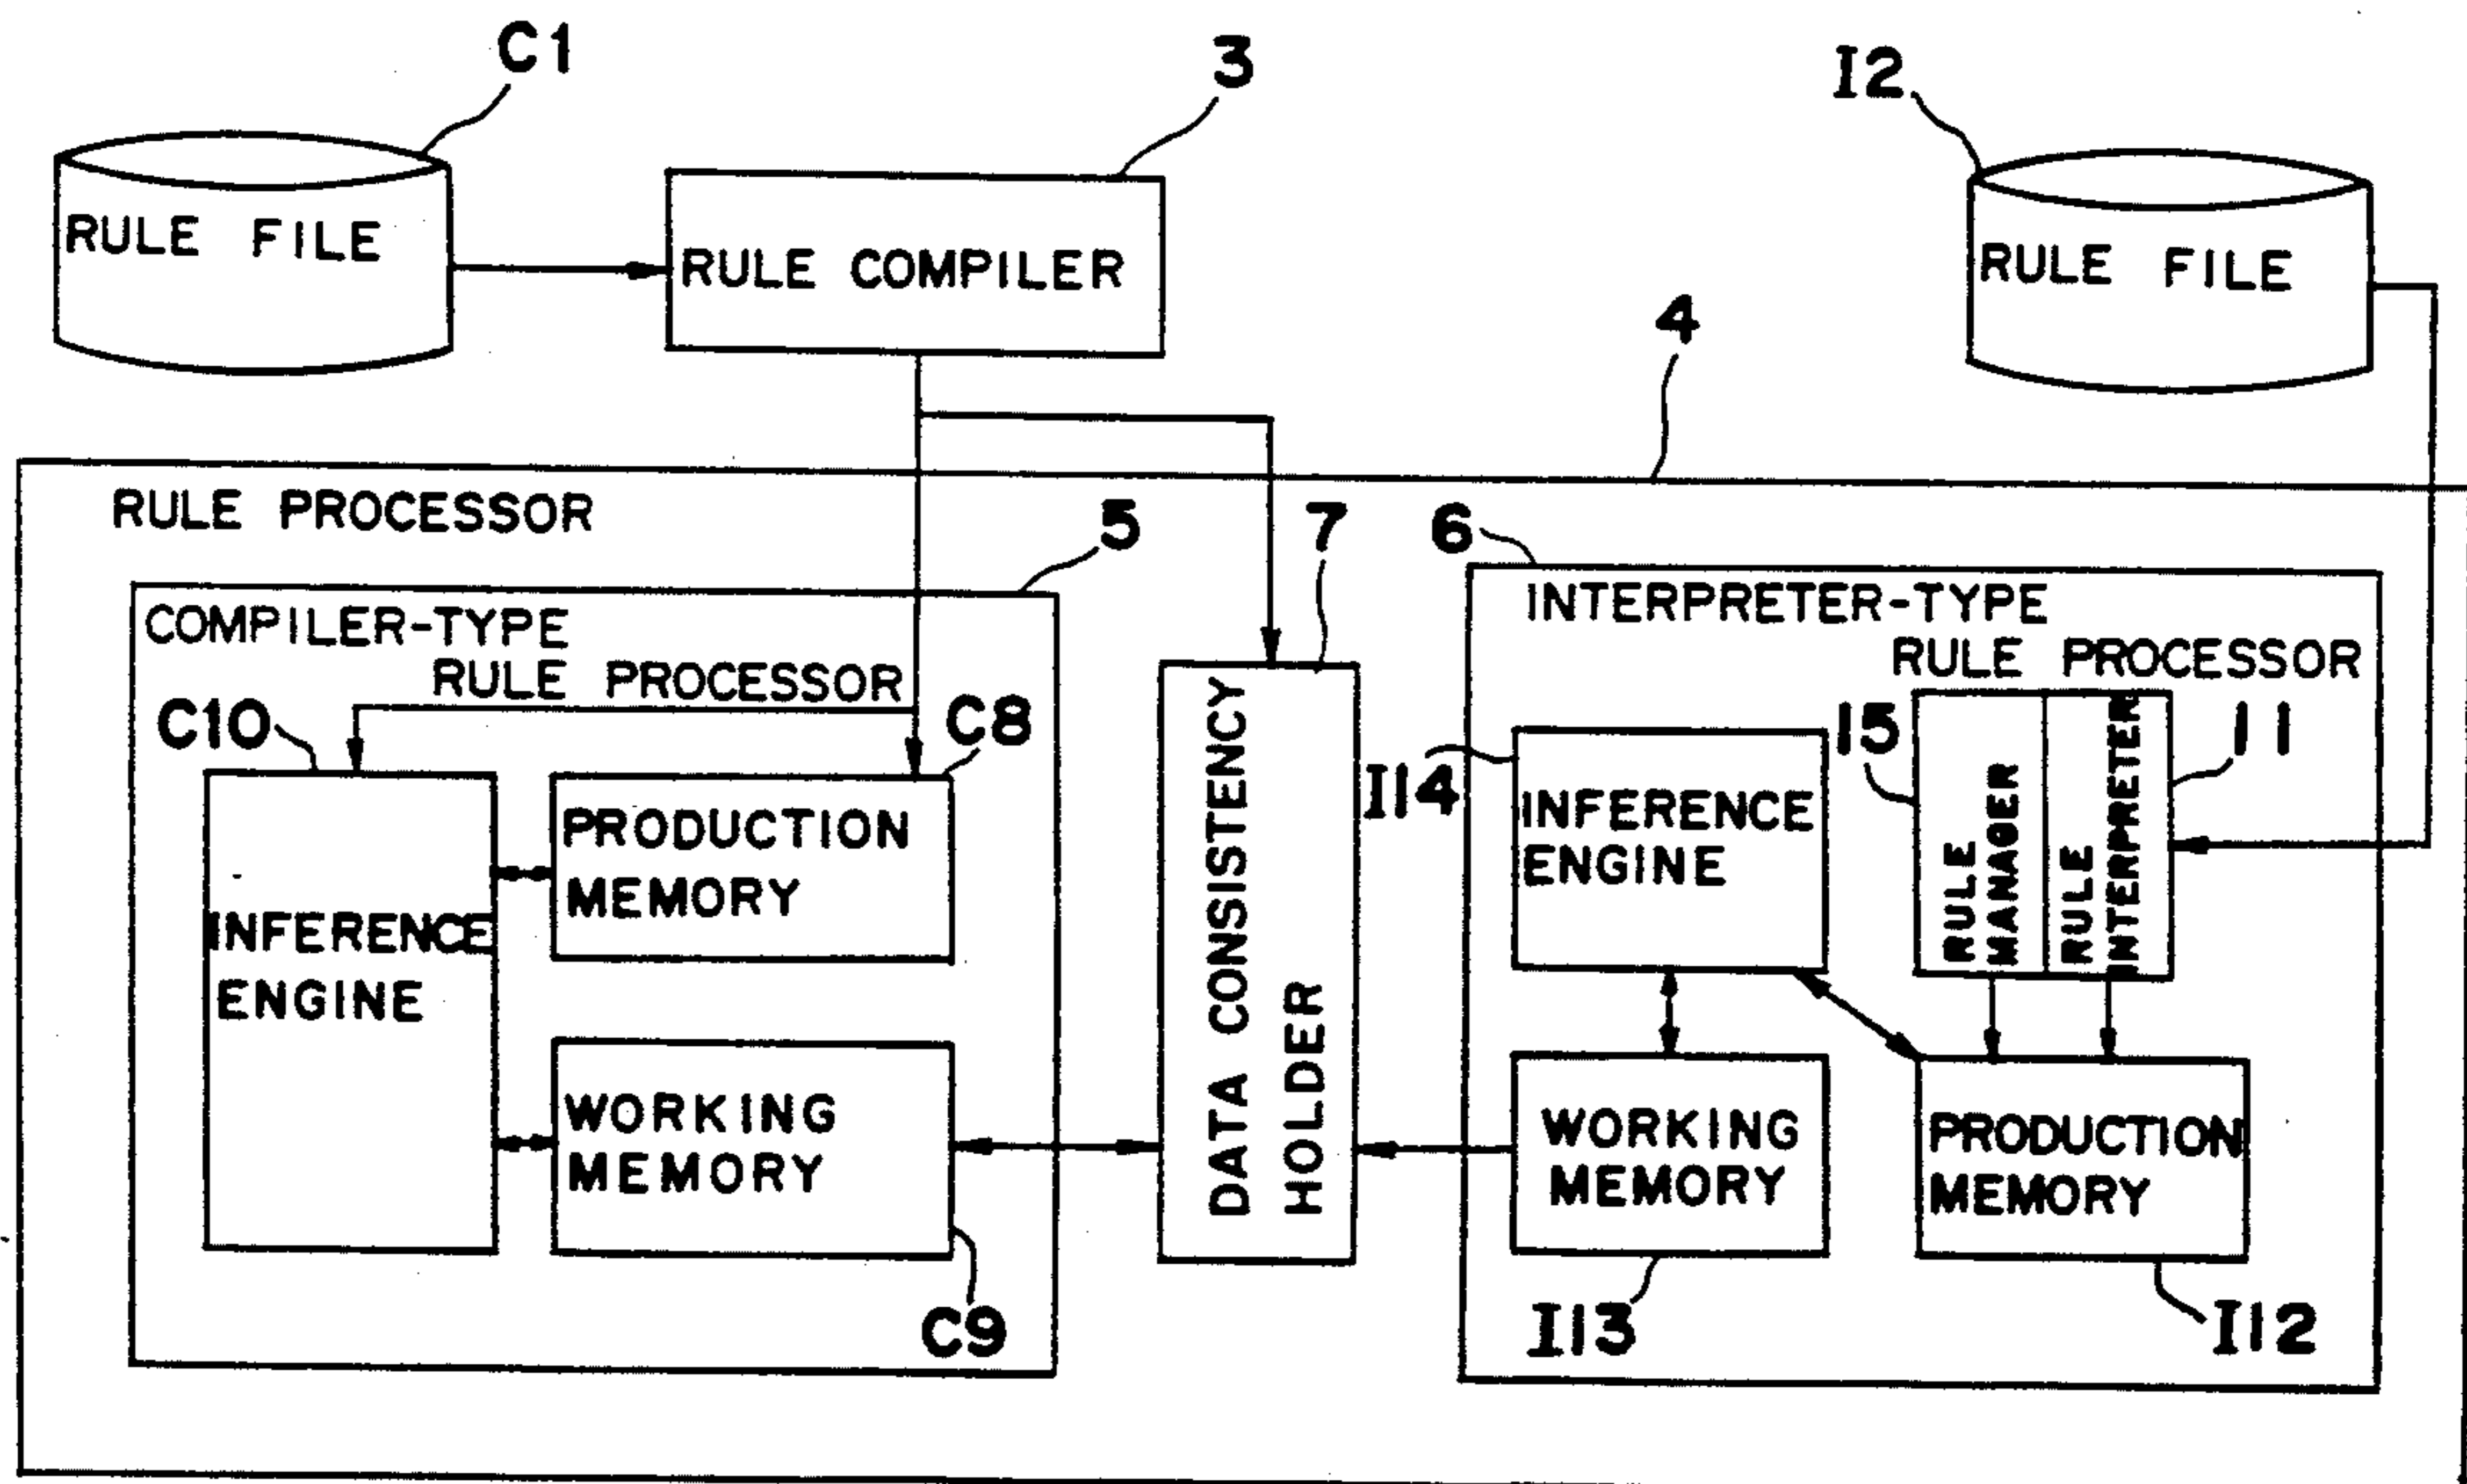 C1
3
I2
RULE FILE
RULE COMPILER
RULE FILE
4
RULE PROCESSOR
5
7
6
COMPILER-TYPE
RULE PROCESSOR
INTERPRETER-TYPE
RULE PROCESSOR
C10
C8
I14
15
11
INFERENCE
ENGINE
PRODUCTION
MEMORY
WORKING
MEMORY
C9
DATA CONSISTENCY
HOLDER
INFERENCE
ENGINE
RULE
MANAGER
RULE
INTERPRETER
WORKING
MEMORY
PRODUCTION
MEMORY
I13
I12